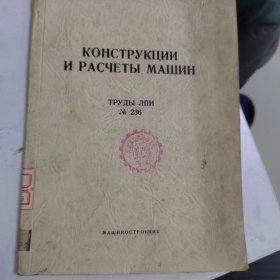 КОНСТРУКЦИИ
И РАСЧЕТЫ МАШИН
ТРУДЫ ЛПИ
№ 236
МАШИНОСТРОЕНИЕ